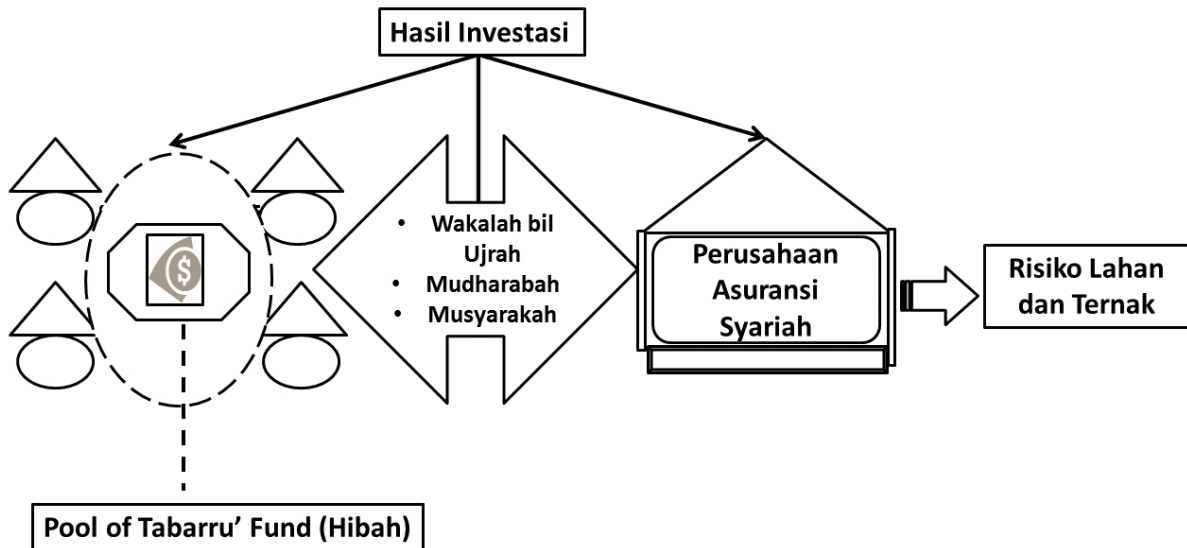 Hasil Investasi
$
• Wakalah bil
Ujrah
• Mudharabah
• Musyarakah
Perusahaan
Asuransi
Syariah
Risiko Lahan
dan Ternak
Pool of Tabarru’ Fund (Hibah)